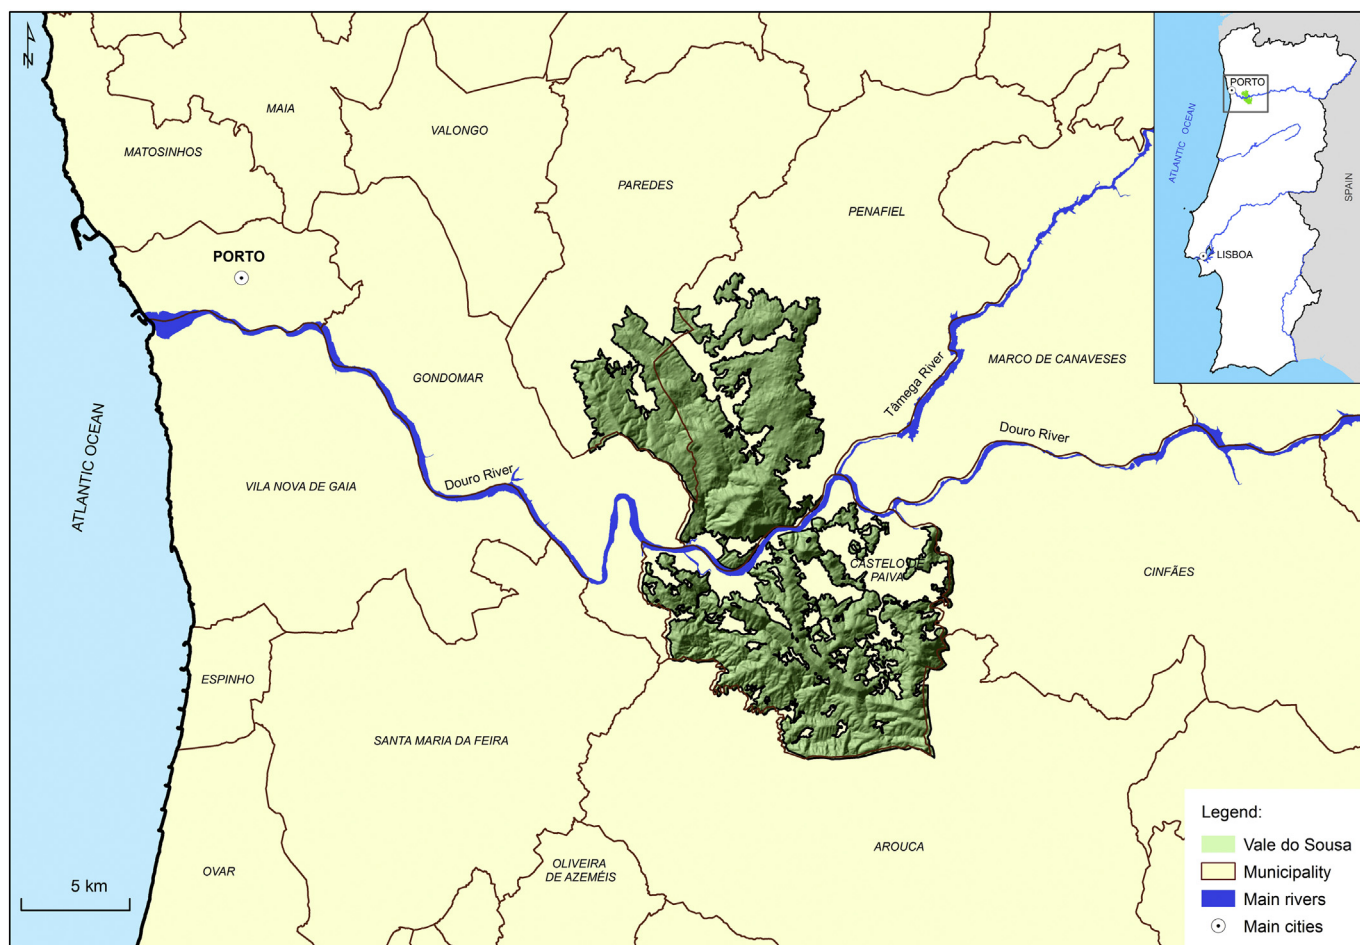 N
MAIA
VALONGO
MATOSINHOS
PAREDES
PENAFIEL
PORTO
GONDOMAR
MARCO DE CANAVESES
Tâmega River
Douro River
ATLANTIC OCEAN
VILA NOVA DE GAIA
Douro River
CASTELO DE
PAIVA
CINFÃES
ESPINHO
SANTA MARIA DA FEIRA
AROUCA
OLIVEIRA
DE AZEMÉIS
OVAR
5 km
PORTO
ATLANTIC OCEAN
SPAIN
LISBOA
Legend:
Vale do Sousa
Municipality
Main rivers
Main cities